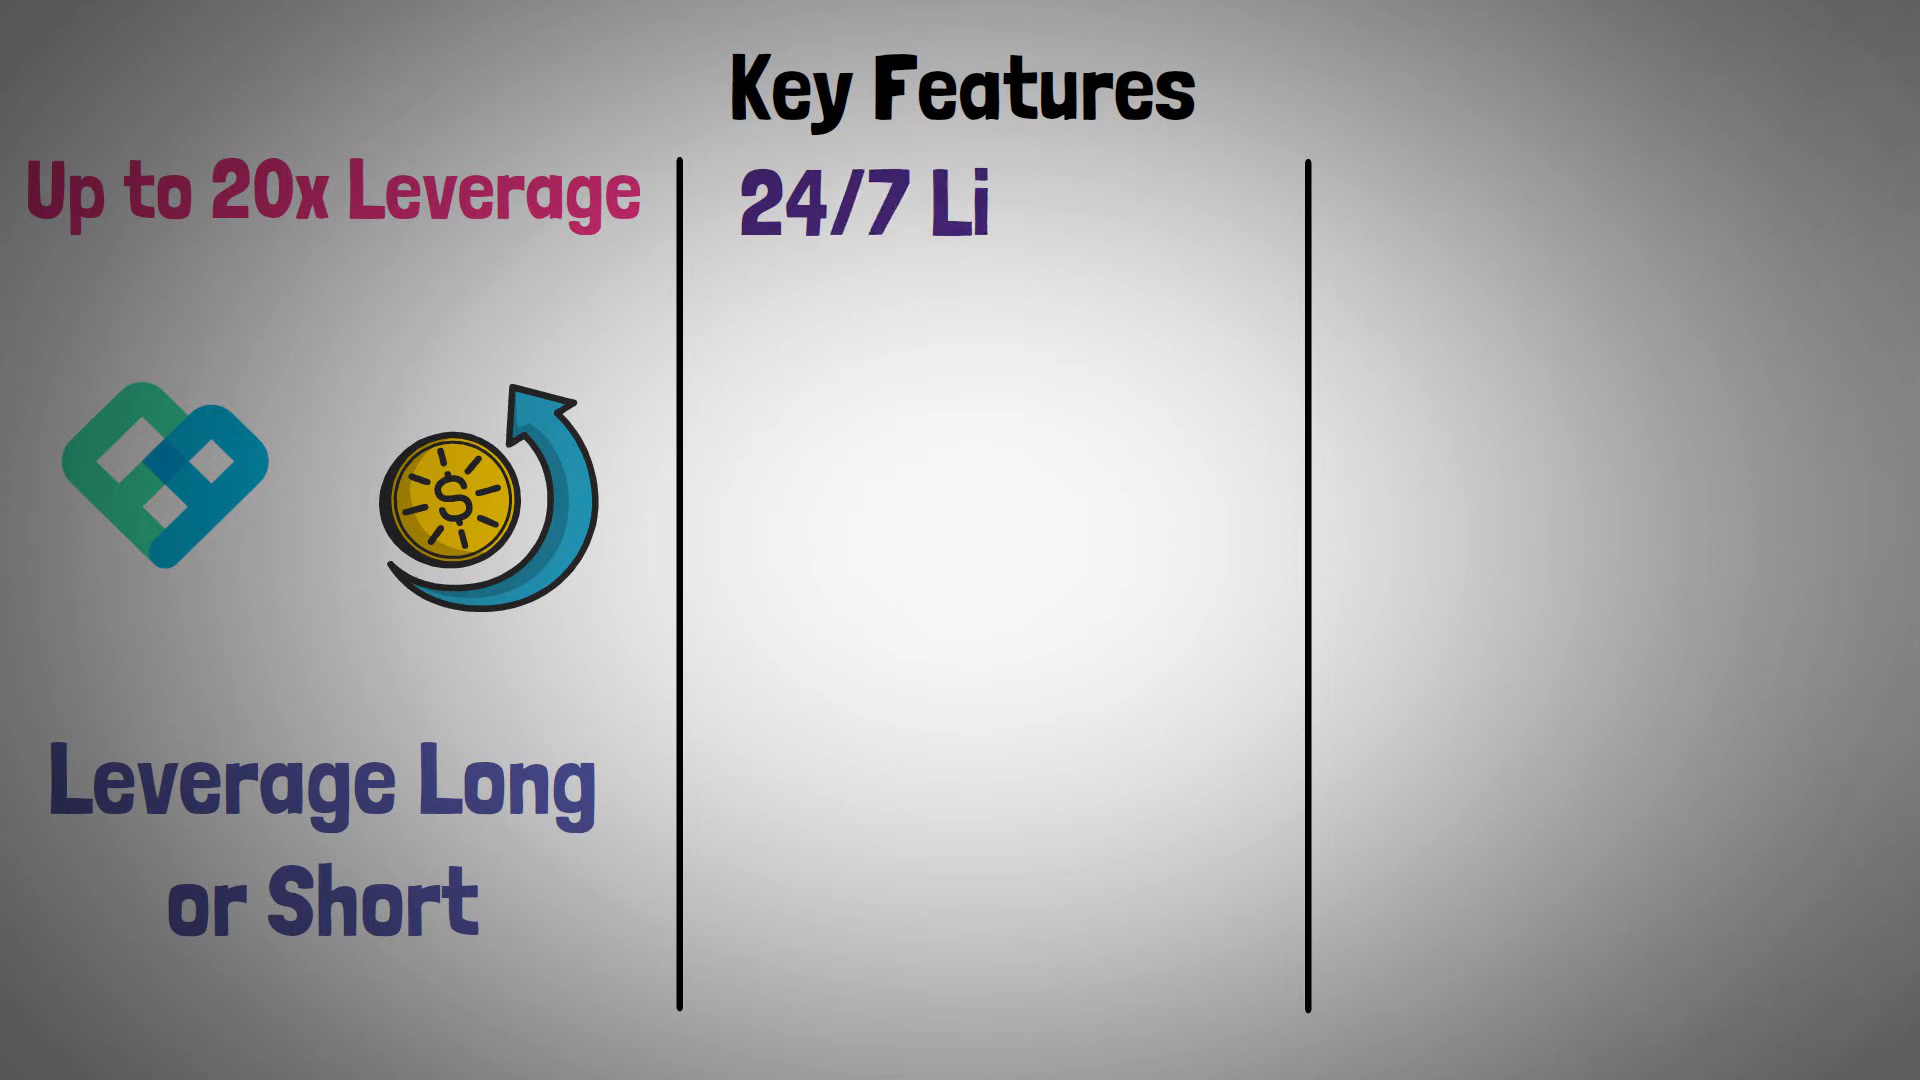 Key Features
Up to 20x Leverage
24/7 Li
Leverage Long
or Short